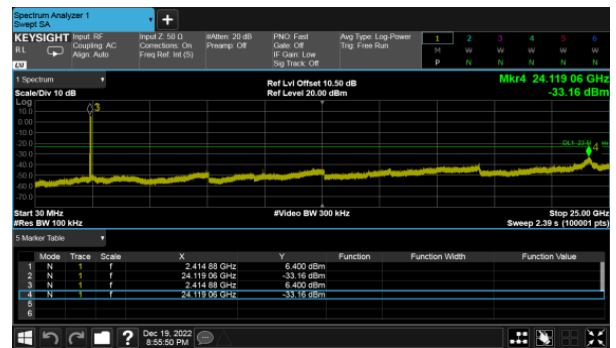 Spectrum Analyzer 1
Swept SA
KEYSIGHT Input: RF Input Z: 50 Ω #Atten: 20 dB PNO: Fast Avg Type: Log-Power 1 2 3 4 5 6
RL Coupling: AC Corrections: On Preamp: Off Gate: Off Trig: Free Run M W W W W W
Align: Auto Freq Ref: Int (S) IF Gain: Low
Sig Track: Off P N N N N N
LXI
1 Spectrum Ref Lvl Offset 10.50 dB Mkr4 24.119 06 GHz
Scale/Div 10 dB Ref Level 20.00 dBm -33.16 dBm
Log
10.0
0.00
-10.0
-20.0
-30.0
-40.0
-50.0
-60.0
-70.0
3
4
Start 30 MHz #Video BW 300 kHz Stop 25.00 GHz
#Res BW 100 kHz Sweep 2.39 s (100001 pts)
5 Marker Table
Mode Trace Scale X Y Function Function Width Function Value
1 N 1 f 2.414 88 GHz 6.400 dBm
2 N 1 f 24.119 06 GHz -33.16 dBm
3 N 1 f 2.414 88 GHz 6.400 dBm
4 N 1 f 24.119 06 GHz -33.16 dBm
5
6
? Dec 19, 2022
8:55:50 PM